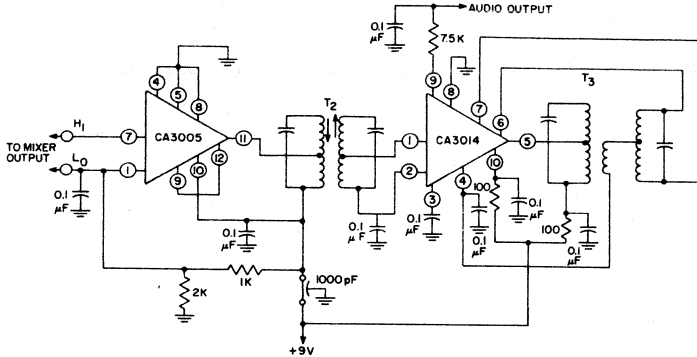 AUDIO OUTPUT
0.1 μF
7.5K
4
5
8
9
8
7
6
T2
T3
H1
7
CA3005
11
1
CA3014
5
TO MIXER OUTPUT
L0
1
12
9
10
2
4
10
3
100
0.1 μF
0.1 μF
0.1 μF
0.1 μF
0.1 μF
0.1 μF
100
0.1 μF
1K
2K
1000pF
+9V